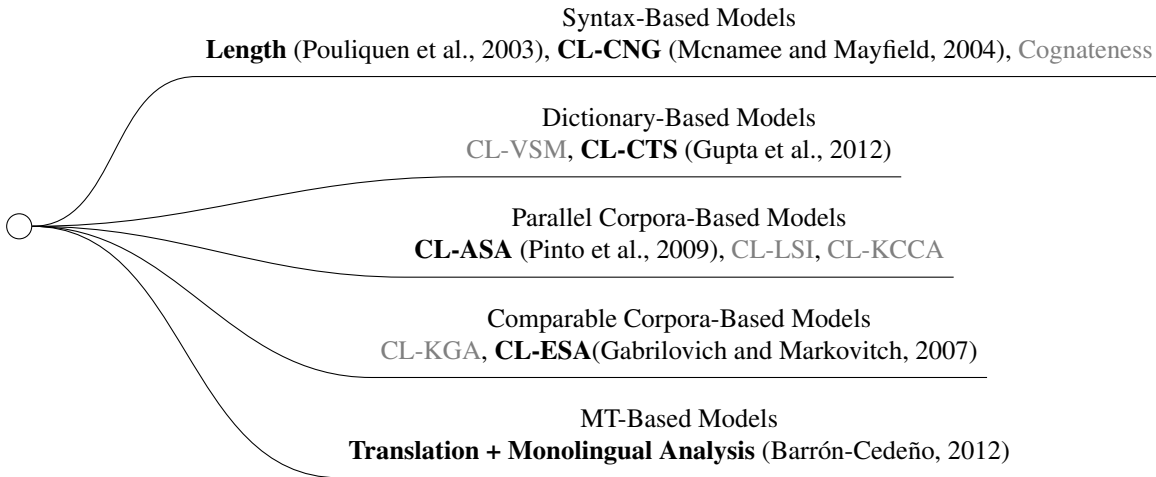 Syntax-Based Models
Length (Pouliquen et al., 2003), CL-CNG (Mcnamee and Mayfield, 2004), Cognateness
Dictionary-Based Models
CL-VSM, CL-CTS (Gupta et al., 2012)
Parallel Corpora-Based Models
CL-ASA (Pinto et al., 2009), CL-LSI, CL-KCCA
Comparable Corpora-Based Models
CL-KGA, CL-ESA(Gabrilovich and Markovitch, 2007)
MT-Based Models
Translation + Monolingual Analysis (Barrón-Cedeño, 2012)